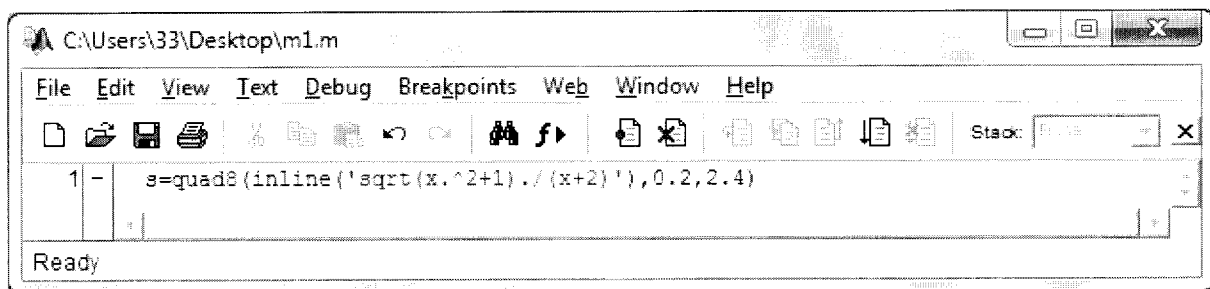 C:\Users\33\Desktop\m1.m
File Edit View Text Debug Breakpoints Web Window Help
Stack:
1 - s=quad8(inline('sqrt(x.^2+1)./(x+2)'),0.2,2.4)
Ready